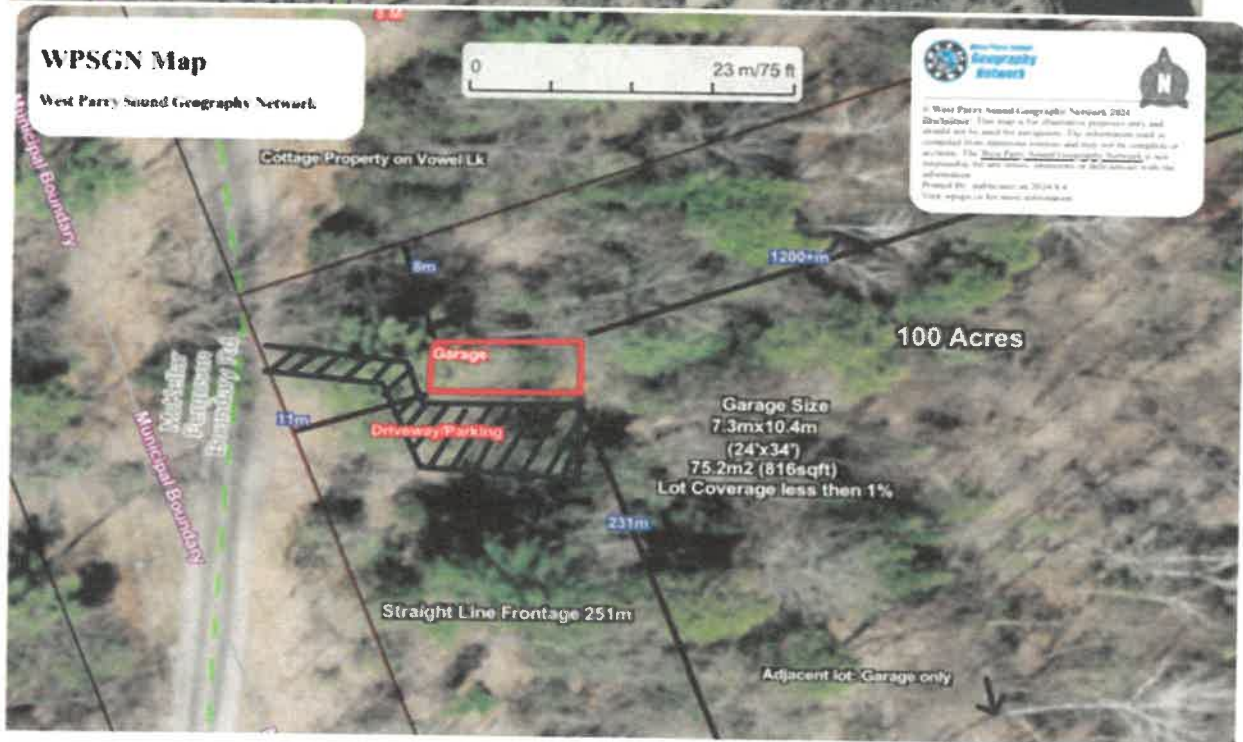 WPSGN Map
West Parry Sound Geography Network
0 23 m/75 ft
West Parry Sound
Geography
Network
N
© West Parry Sound Geography Network 2024
Disclaimer: This map is for illustrative purposes only and
should not be used for navigation. The information used is
compiled from numerous sources and may not be complete or
accurate. The West Parry Sound Geography Network is not
responsible for any errors, omissions or
information
Municipal Boundary
Cottage Property on Vowel Lk
8m
1200+m
100 Acres
Garage
11m
Driveway/Parking
McKellar
Ferguson
Boundary Rd
Municipal Boundary
Garage Size
7.3mx10.4m
(24'x34')
75.2m2 (816sqft)
Lot Coverage less then 1%
231m
Straight Line Frontage 251m
Adjacent lot: Garage only